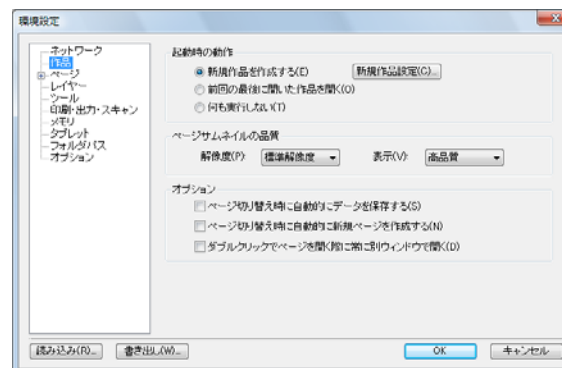 環境設定
ネットワーク
作品
ページ
レイヤー
ツール
印刷・出力・スキャン
メモリ
タブレット
フォルダパス
オプション
起動時の動作
新規作品を作成する(E)
新規作品設定(C)...
前回の最後に開いた作品を開く(O)
何も実行しない(T)
ページサムネイルの品質
解像度(P):
標準解像度
表示(V):
高品質
オプション
ページ切り替え時に自動的にデータを保存する(S)
ページ切り替え時に自動的に新規ページを作成する(N)
ダブルクリックでページを開く際に常に別ウィンドウで開く(D)
読み込み(R)...
書き出し(W)...
OK
キャンセル